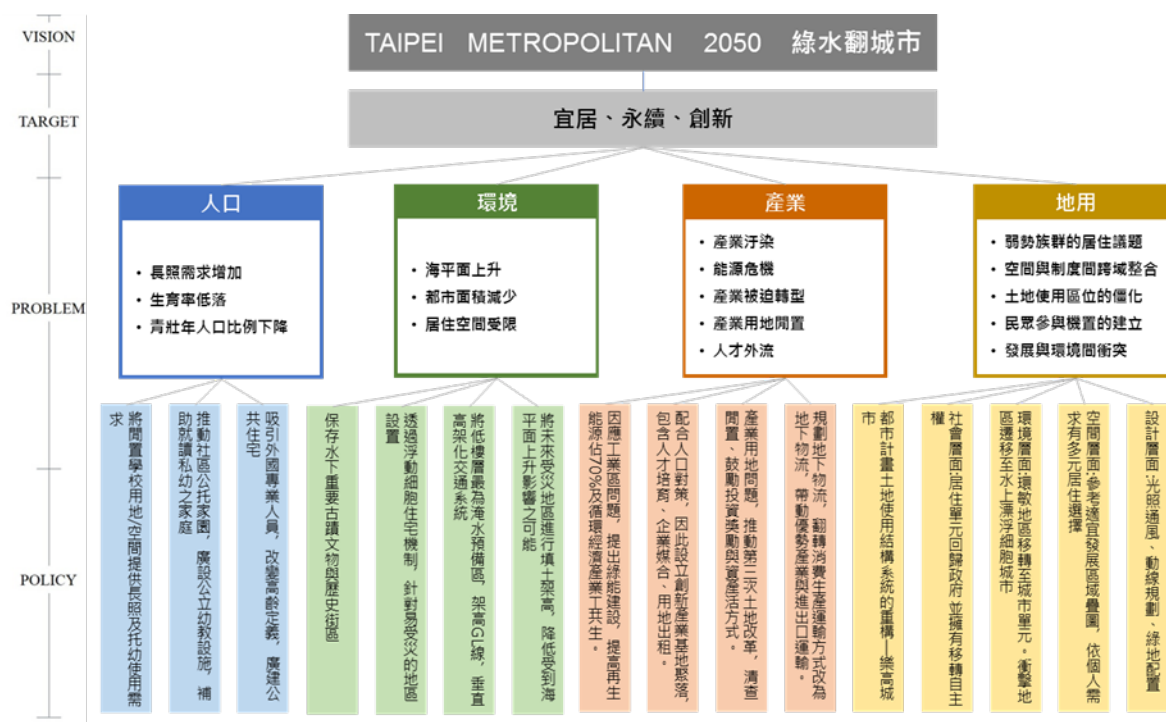 VISION
TAIPEI METROPOLITAN 2050 綠水翻城市
TARGET
宜居、永續、創新
PROBLEM
人口
• 長照需求增加
• 生育率低落
• 青壯年人口比例下降
環境
• 海平面上升
• 都市面積減少
• 居住空間受限
產業
• 產業汙染
• 能源危機
• 產業被迫轉型
• 產業用地閒置
• 人才外流
地用
• 弱勢族群的居住議題
• 空間與制度間跨域整合
• 土地使用區位的僵化
• 民眾參與機置的建立
• 發展與環境間衝突
POLICY
將閒置學校用地/空間提供長照及托幼使用需
求
推動社區公托家園，廣設公立幼教設施，補
助就讀私幼之家庭
吸引外國專業人員，改變高齡定義，廣建公
共住宅
保存水下重要古蹟文物與歷史街區
透過浮動細胞住宅機制，針對易受災的地區
設置
將低樓層最為淹水預備區，架高GL線，垂直
高架化交通系統
將未來受災地區進行填土架高，降低受到海
平面上升影響之可能
因應工業區問題，提出綠能建設，提高再生
能源佔70%及循環經濟產業工共生。
配合人口對策，因此設立創新產業基地聚落，
包含人才培育、企業媒合、用地出租。
產業用地問題，推動第二次土地改革，清查
閒置、鼓勵投資獎勵與資產活方式。
規劃地下物流，翻轉消費生產運輸方式改為
地下物流，帶動優勢產業與進出口運輸。
都市計畫土地使用結構系統的重構—樂高城
市
社會層面:居住單元回歸政府 並擁有移轉自主
權
環境層面:環敏地區移轉至城市單元。衝擊地
區遷移至水上漂浮細胞城市
空間層面:參考適宜發展區域疊圖，依個人需
求有多元居住選擇
設計層面:光照通風、動線規劃、綠地配置